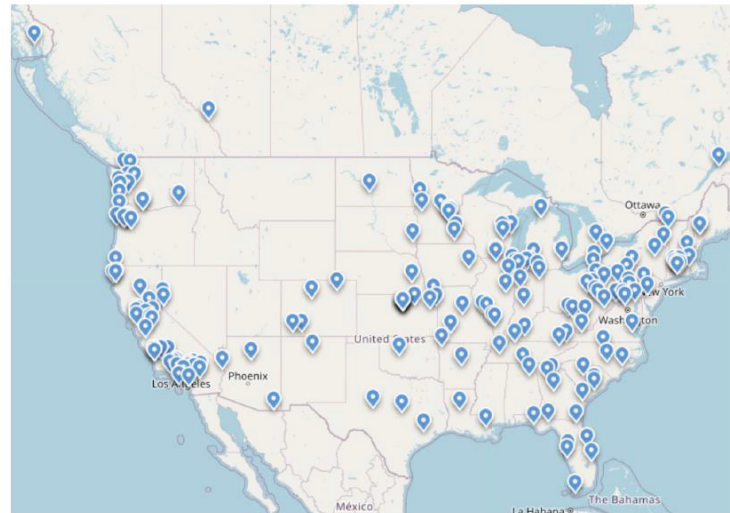 Ottawa
New York
Washington
United States
Los Angeles
Phoenix
México
The Bahamas
La Habana